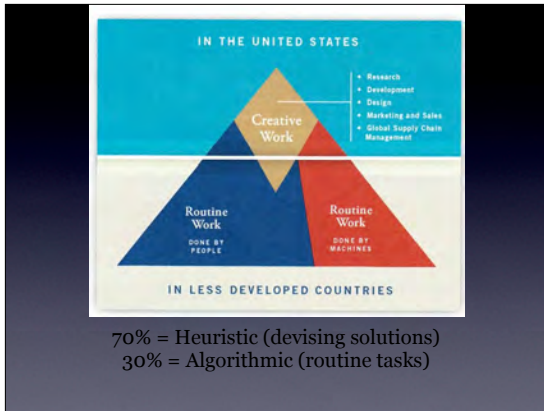 IN THE UNITED STATES
Creative
Work
• Research
• Development
• Design
• Marketing and Sales
• Global Supply Chain
Management
Routine
Work
DONE BY
PEOPLE
Routine
Work
DONE BY
MACHINES
IN LESS DEVELOPED COUNTRIES
70% = Heuristic (devising solutions)
30% = Algorithmic (routine tasks)